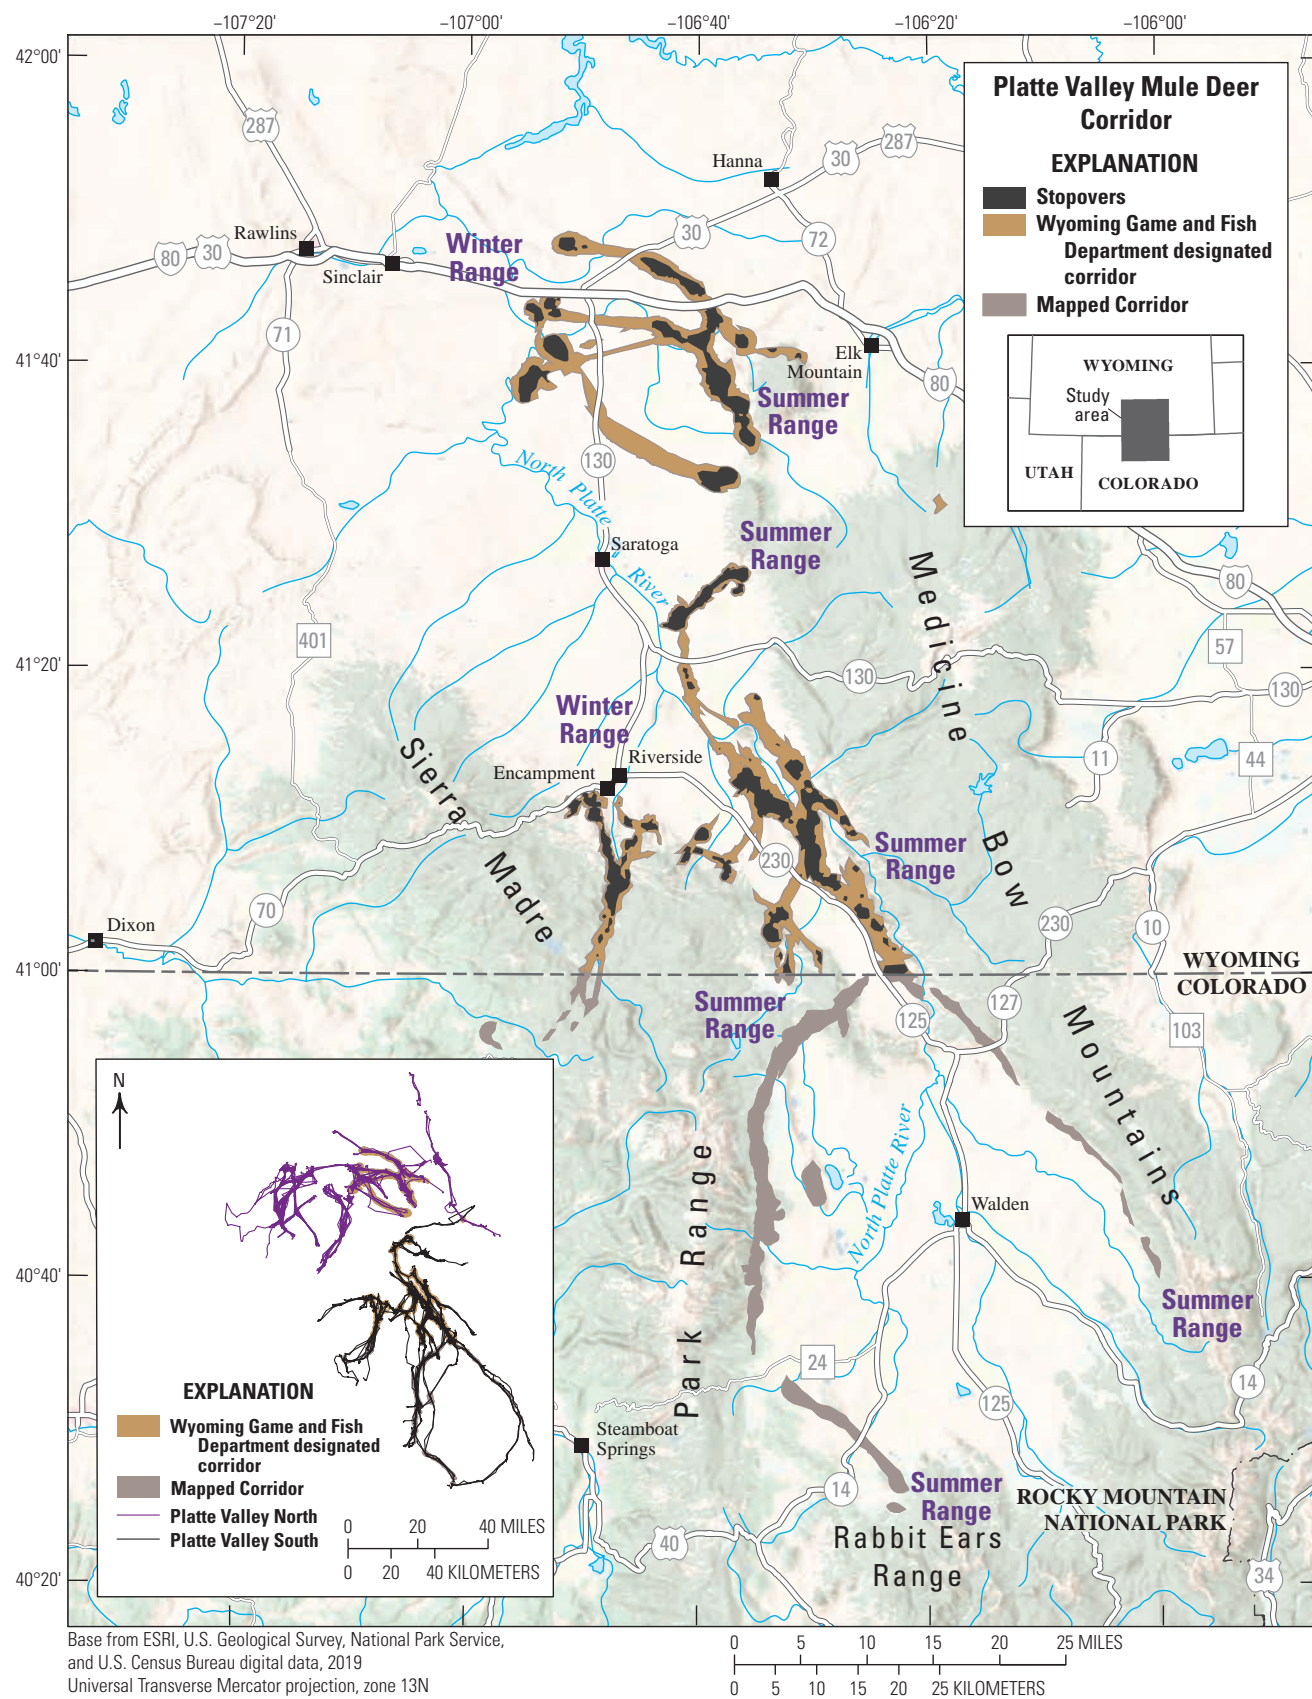 −107°20' −107°00' −106°40' −106°20' −106°00'
42°00'
Platte Valley Mule Deer
Corridor
EXPLANATION
Stopovers
Wyoming Game and Fish
Department designated
corridor
Mapped Corridor
WYOMING
Study
area
UTAH
COLORADO
287
287
30
Hanna
Rawlins
80
30
Sinclair
Winter
Range
30
72
71
41°40'
Elk
Mountain
80
Summer
Range
130
North Platte
River
Summer
Range
Saratoga
Medicine
80
401
57
41°20'
130
130
Winter
Range
Sierra
Riverside
Encampment
11
44
Madre
Summer
Range
Bow
230
70
Dixon
230
10
41°00'
WYOMING
COLORADO
Summer
Range
125
127
103
Mountains
N
North Platte River
Park Range
Walden
40°40'
Summer
Range
24
14
125
EXPLANATION
Wyoming Game and Fish
Department designated
corridor
Mapped Corridor
Platte Valley North
Platte Valley South
0 20 40 MILES
0 20 40 KILOMETERS
Steamboat
Springs
14
Summer
Range
ROCKY MOUNTAIN
NATIONAL PARK
Rabbit Ears
Range
40
34
40°20'
Base from ESRI, U.S. Geological Survey, National Park Service,
and U.S. Census Bureau digital data, 2019
Universal Transverse Mercator projection, zone 13N
0 5 10 15 20 25 MILES
0 5 10 15 20 25 KILOMETERS